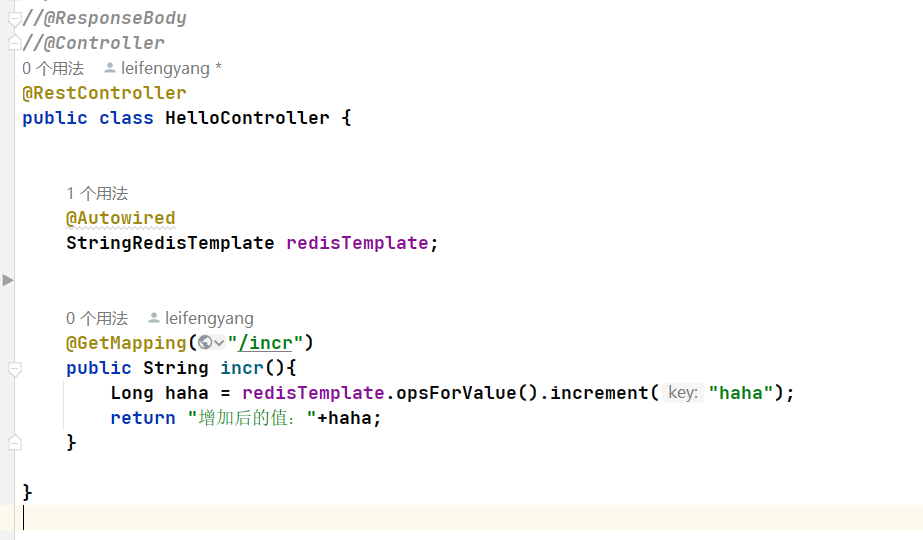 //@ResponseBody
//@Controller
0 个用法 leifengyang *
@RestController
public class HelloController {
1 个用法
@Autowired
StringRedisTemplate redisTemplate;
0 个用法 leifengyang
@GetMapping("/incr")
public String incr(){
Long haha = redisTemplate.opsForValue().increment( key: "haha");
return "增加后的值："+haha;
}
}